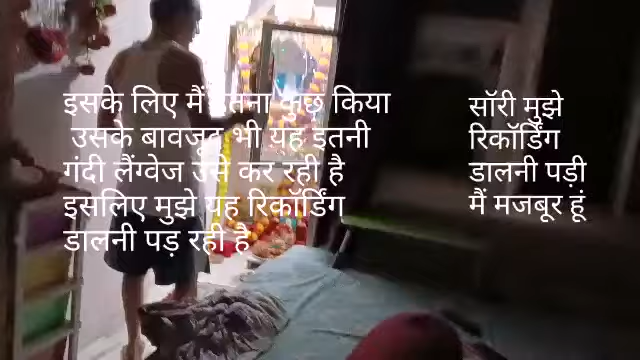 इसके लिए मैं इतना कुछ किया
उसके बावजूद भी यह इतनी
गंदी लैंग्वेज उसे कर रही है
इसलिए मुझे यह रिकॉर्डिंग
डालनी पड़ रही है
सॉरी मुझे
रिकॉर्डिंग
डालनी पड़ी
मैं मजबूर हूं